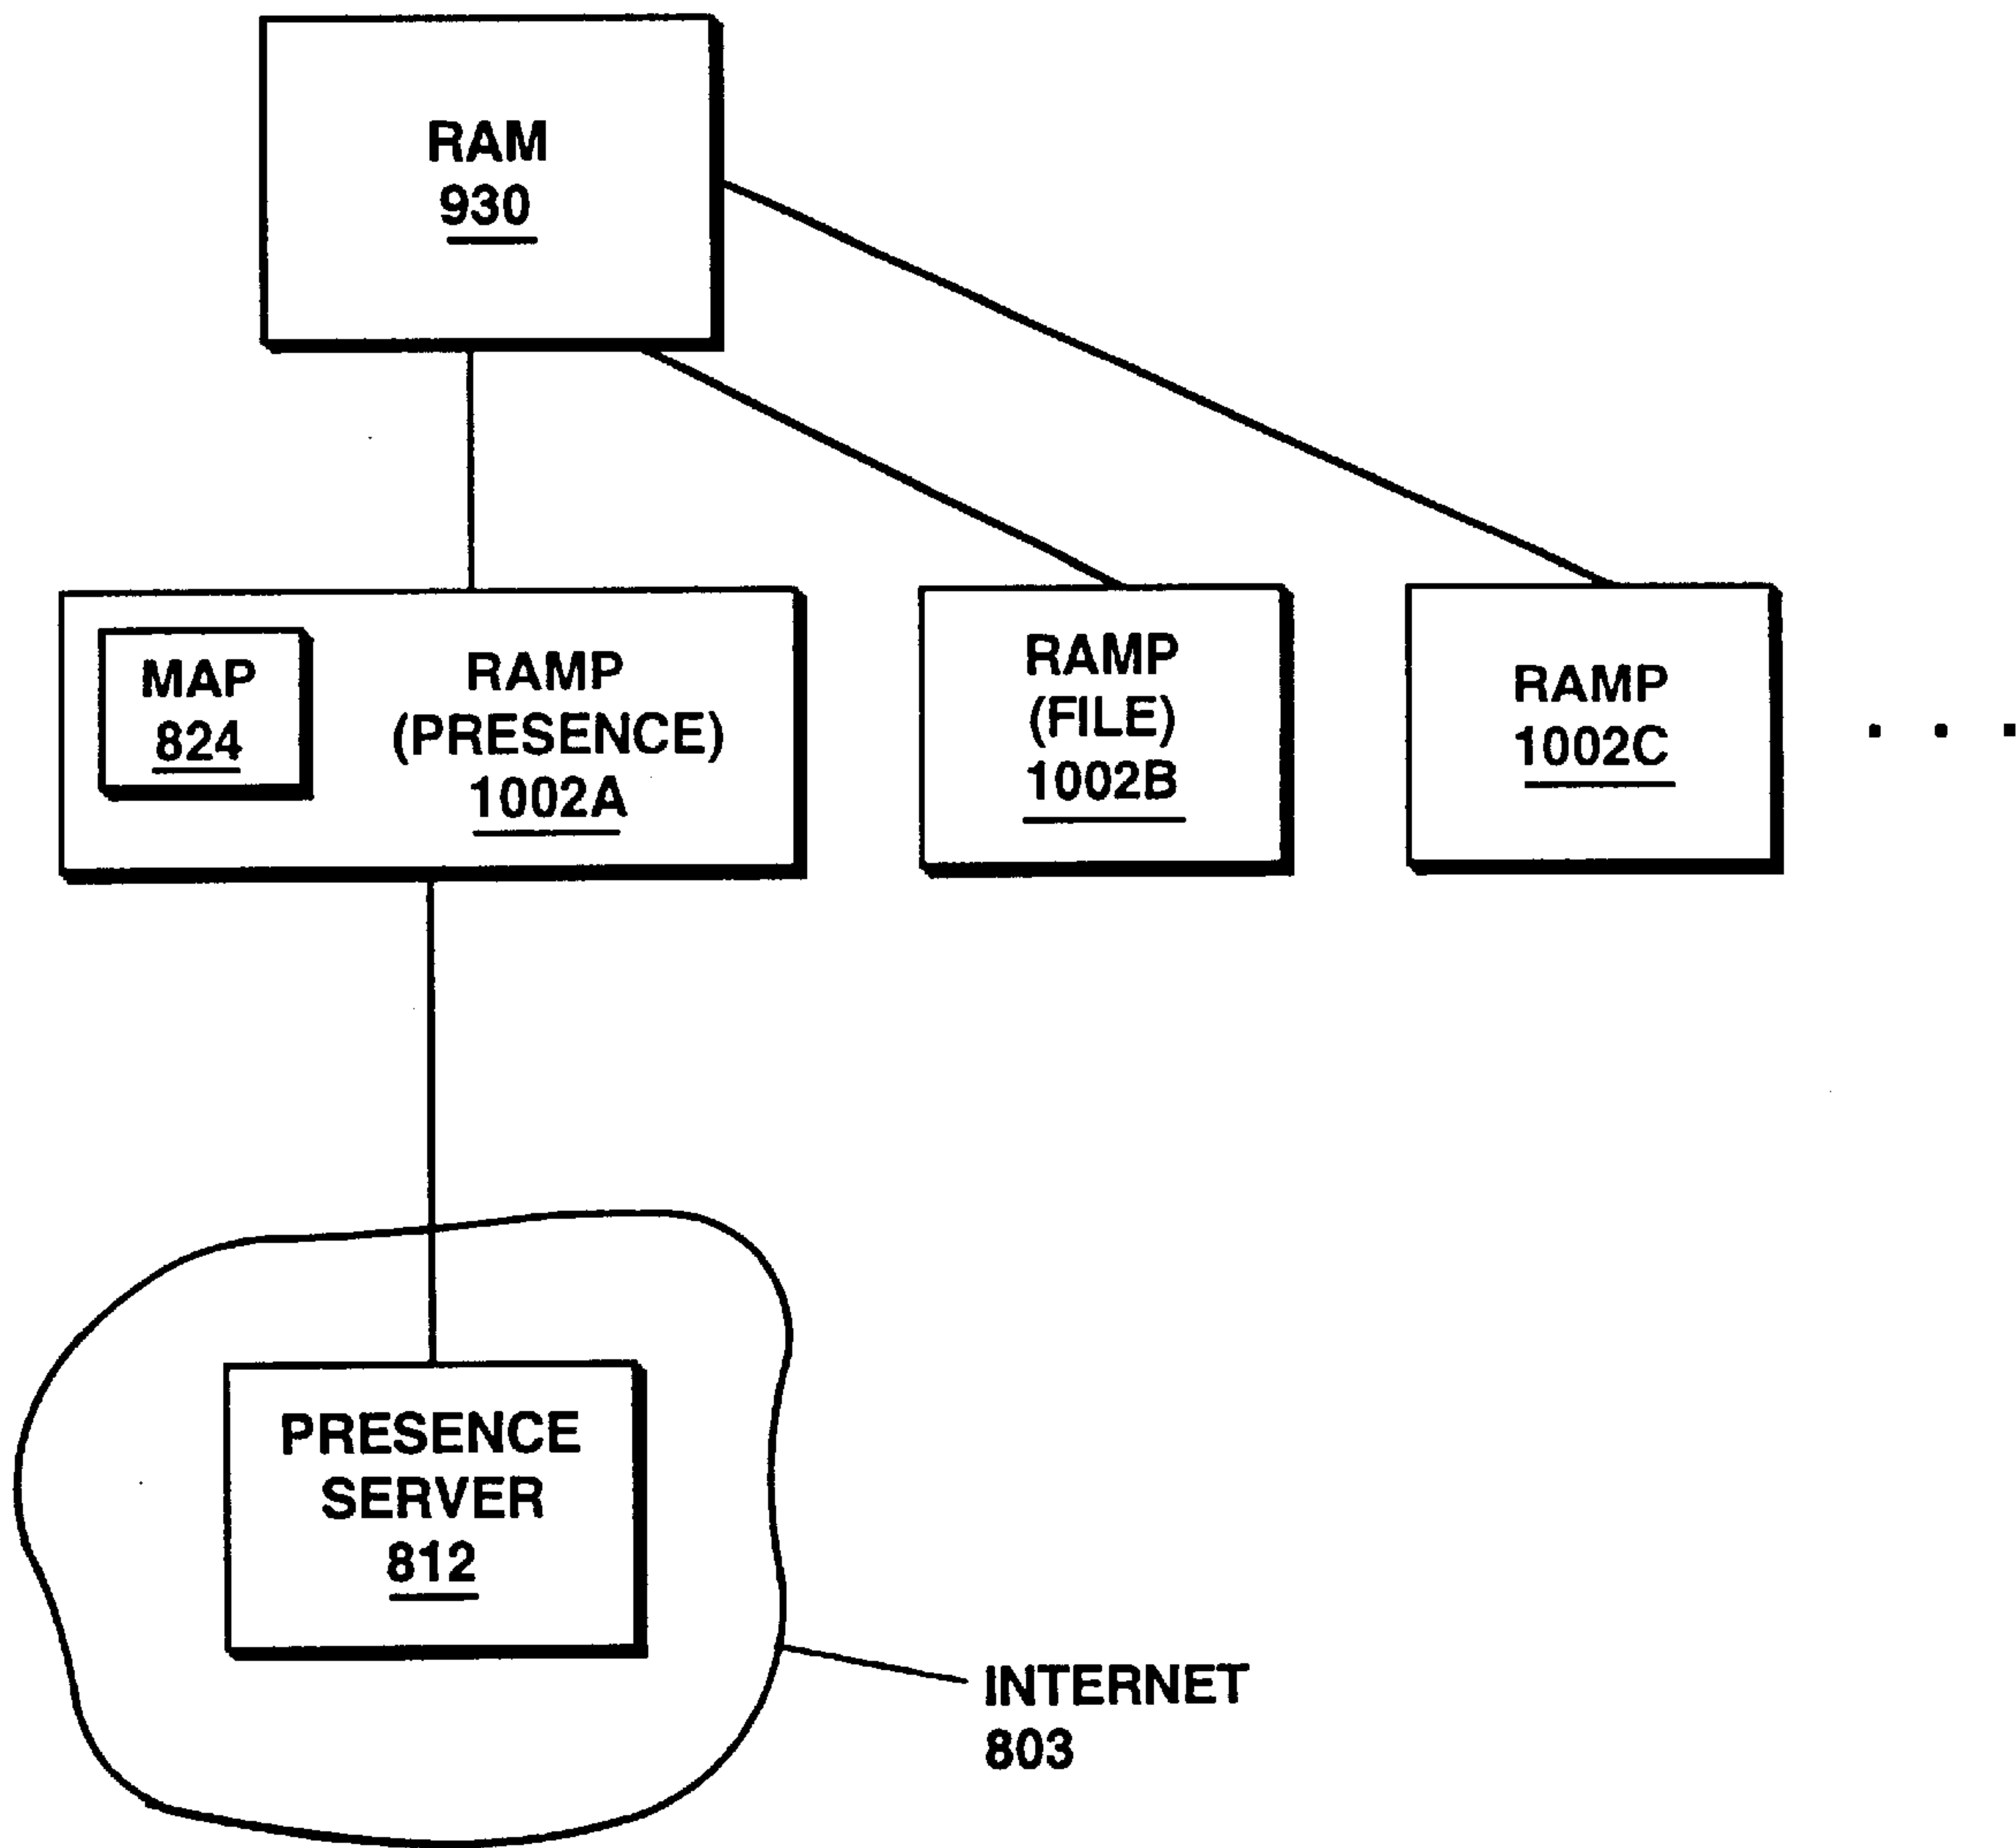 RAM
930
MAP
824
RAMP
(PRESENCE)
1002A
RAMP
(FILE)
1002B
RAMP
1002C
. . .
PRESENCE
SERVER
812
INTERNET
803